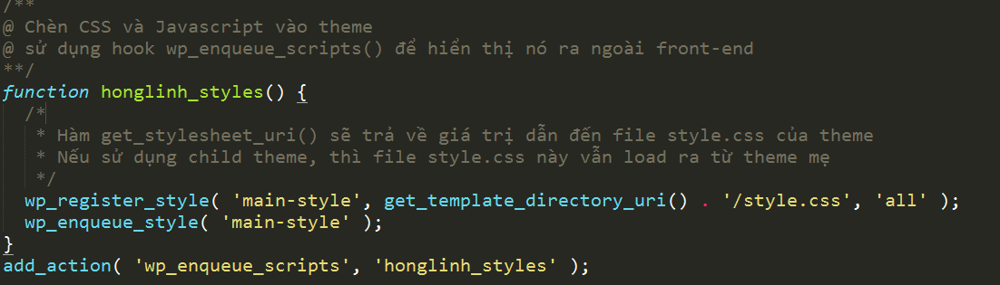 /**
@ Chèn CSS và Javascript vào theme
@ sử dụng hook wp_enqueue_scripts() để hiển thị nó ra ngoài front-end
**/
function honglinh_styles() {
  /*
   * Hàm get_stylesheet_uri() sẽ trả về giá trị dẫn đến file style.css của theme
   * Nếu sử dụng child theme, thì file style.css này vẫn load ra từ theme mẹ
   */
  wp_register_style( 'main-style', get_template_directory_uri() . '/style.css', 'all' );
  wp_enqueue_style( 'main-style' );
}
add_action( 'wp_enqueue_scripts', 'honglinh_styles' );